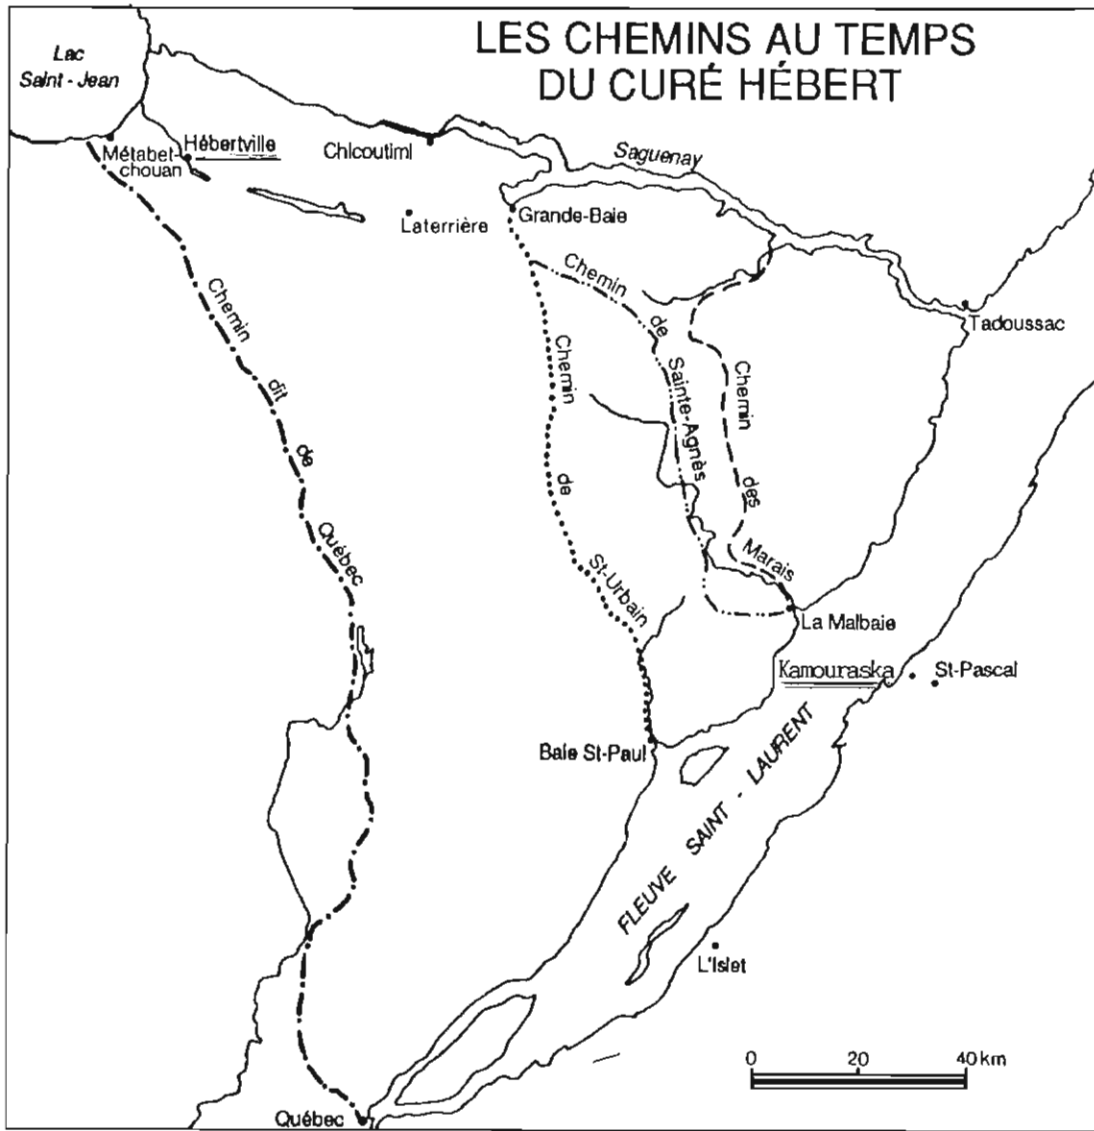 LES CHEMINS AU TEMPS
DU CURÉ HÉBERT
Lac
Saint - Jean
Métabet-
chouan
Hébertville
Chicoutimi
Saguenay
Laterrière
Grande-Baie
Tadoussac
Chemin dit de Québec
Chemin de St-Urbain
Chemin de Sainte-Agnès
Chemin des Marais
La Malbaie
Kamouraska
St-Pascal
Baie St-Paul
FLEUVE SAINT - LAURENT
L'Islet
Québec
0 20 40 km